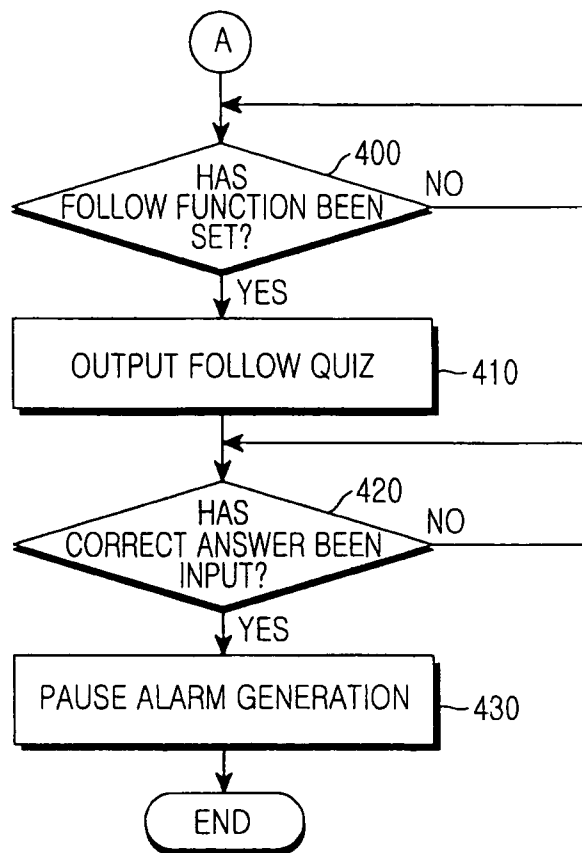 A
400
HAS
FOLLOW FUNCTION BEEN
SET?
NO
YES
OUTPUT FOLLOW QUIZ
410
420
HAS
CORRECT ANSWER BEEN
INPUT?
NO
YES
PAUSE ALARM GENERATION
430
END